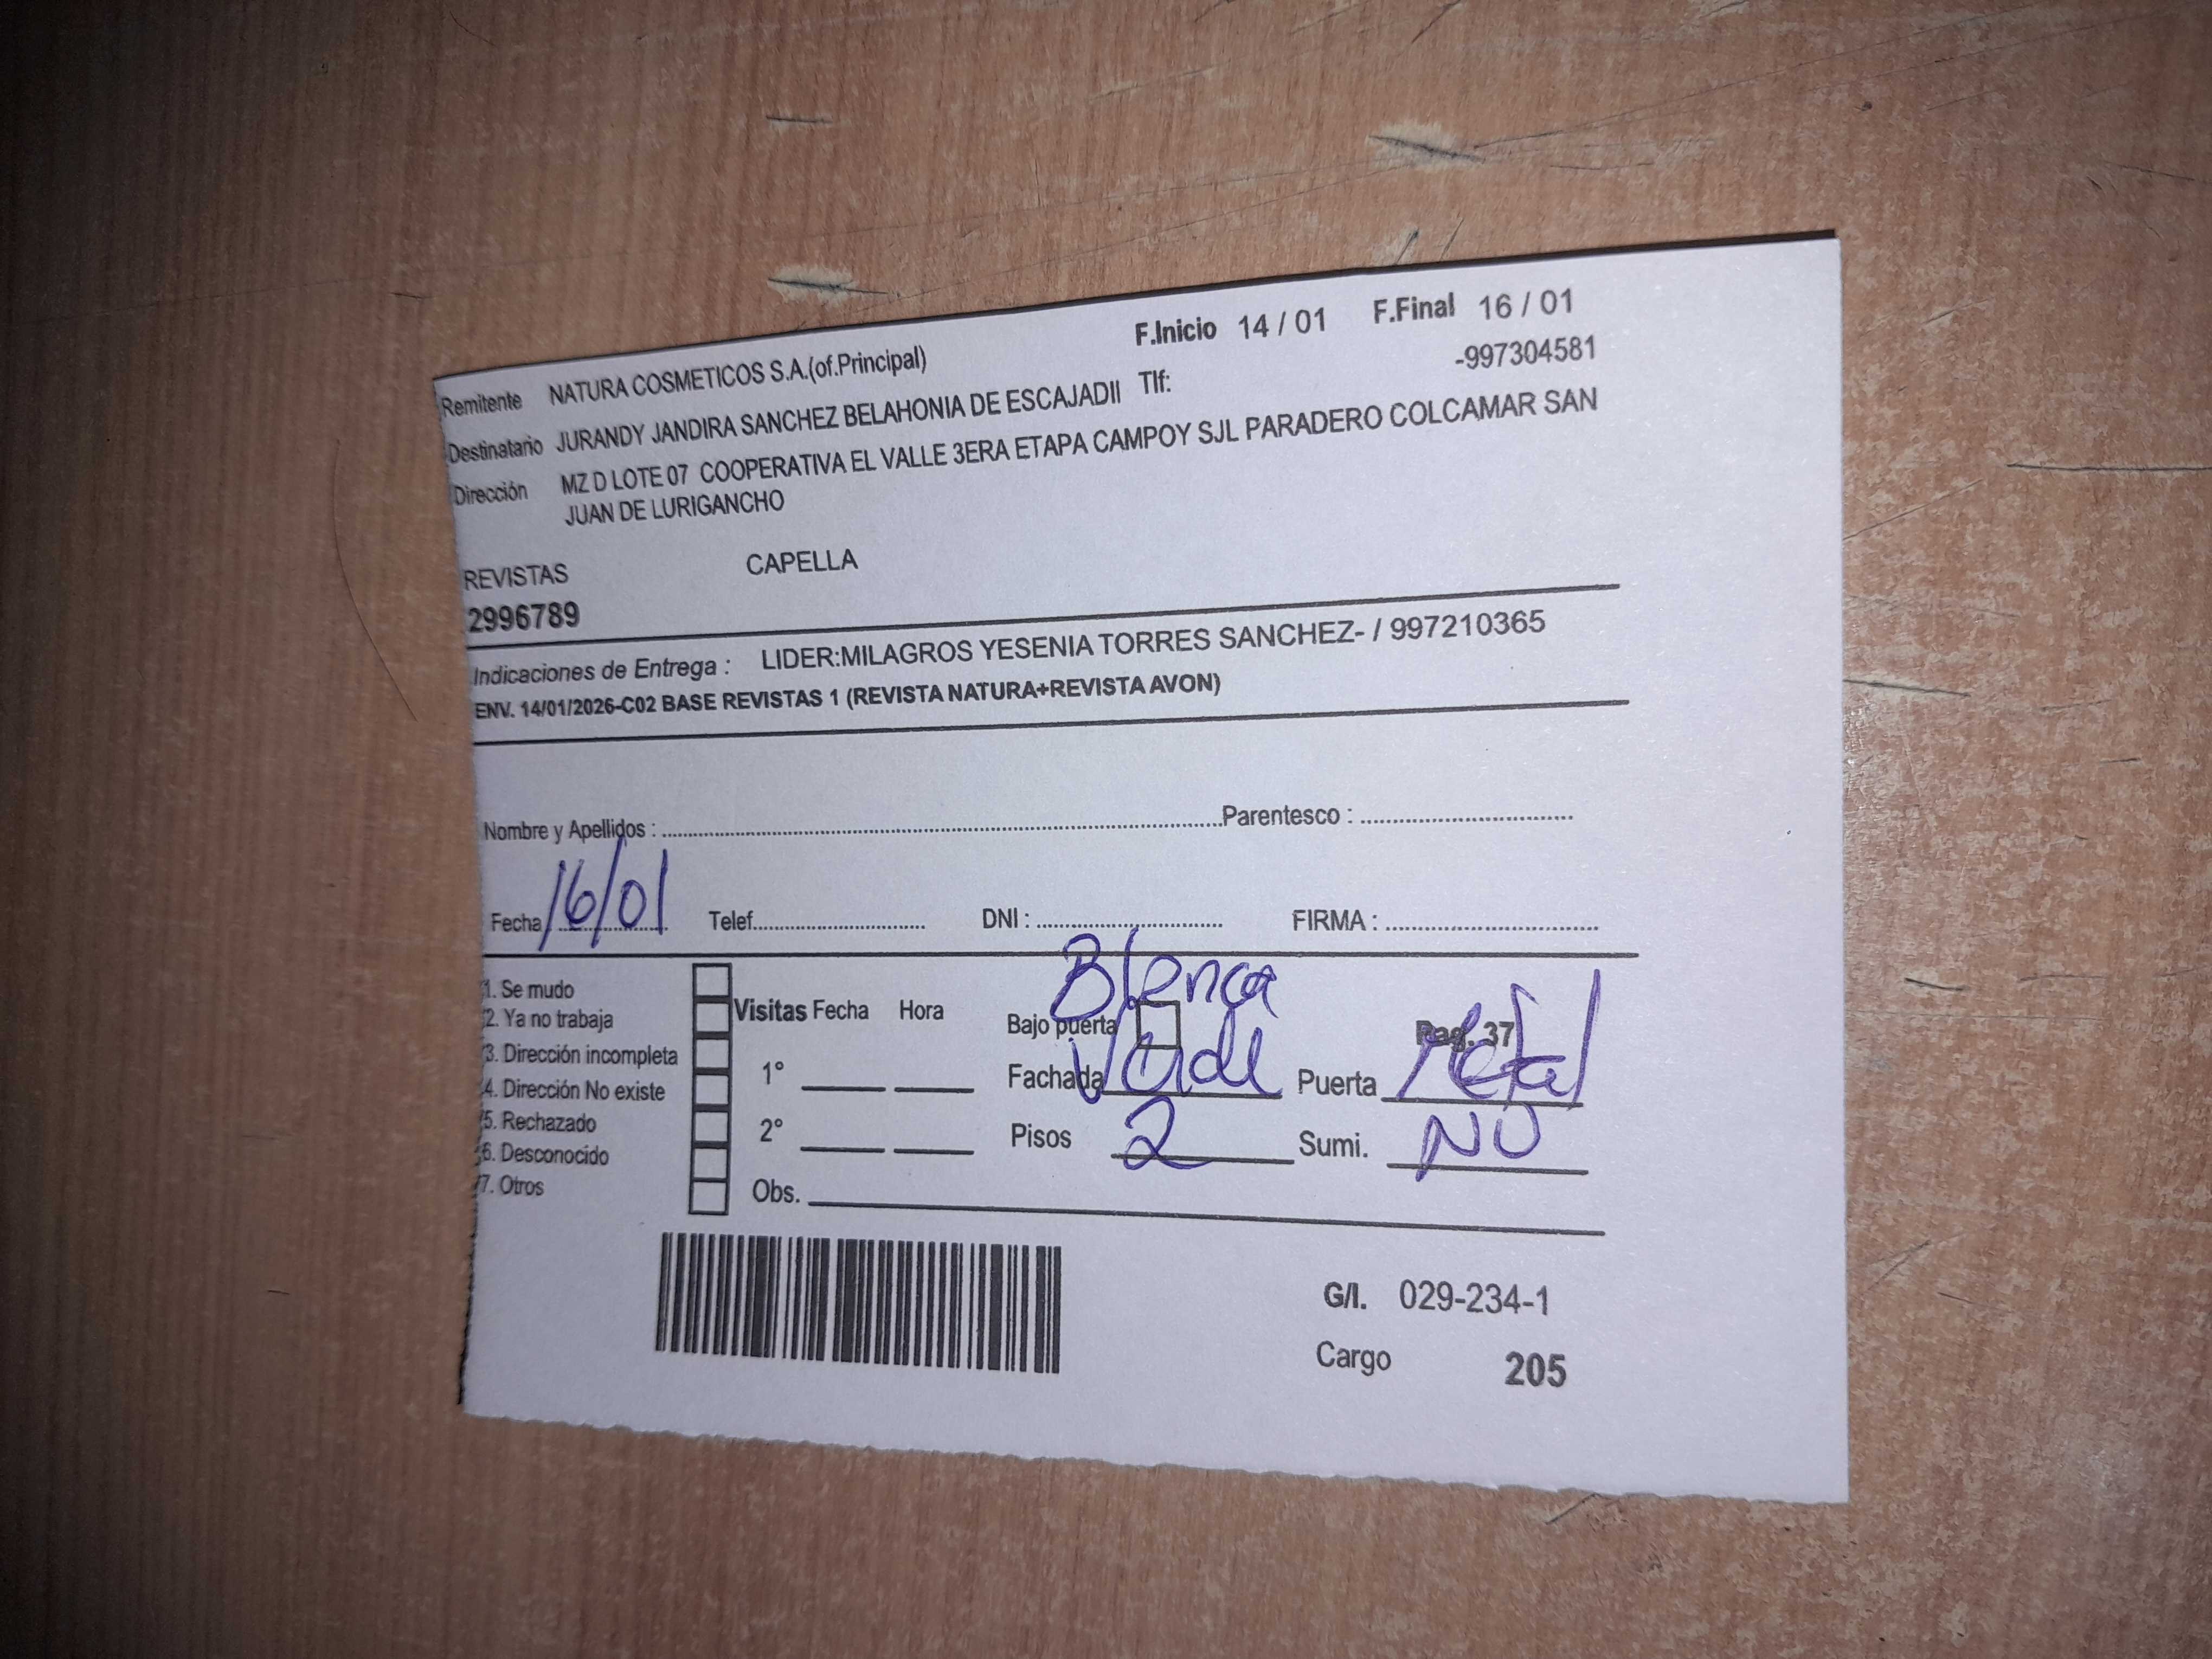 F.Inicio 14 / 01 F.Final 16 / 01
Remitente NATURA COSMETICOS S.A.(of.Principal)
-997304581
Destinatario JURANDY JANDIRA SANCHEZ BELAHONIA DE ESCAJADII Tlf:
Dirección MZ D LOTE 07 COOPERATIVA EL VALLE 3ERA ETAPA CAMPOY SJL PARADERO COLCAMAR SAN
JUAN DE LURIGANCHO
REVISTAS CAPELLA
2996789
Indicaciones de Entrega : LIDER:MILAGROS YESENIA TORRES SANCHEZ- / 997210365
ENV. 14/01/2026-C02 BASE REVISTAS 1 (REVISTA NATURA+REVISTA AVON)
Nombre y Apellidos : Parentesco :
Fecha 16/01 Telef. DNI : FIRMA :
1. Se mudo
2. Ya no trabaja
3. Dirección incompleta
4. Dirección No existe
5. Rechazado
6. Desconocido
7. Otros
Visitas Fecha Hora
1°
2°
Obs.
Blanca
Bajo puerta Pag. 37
Fachada Puerta Metal
Pisos 2 Sumi. NO
G/I. 029-234-1
Cargo 205